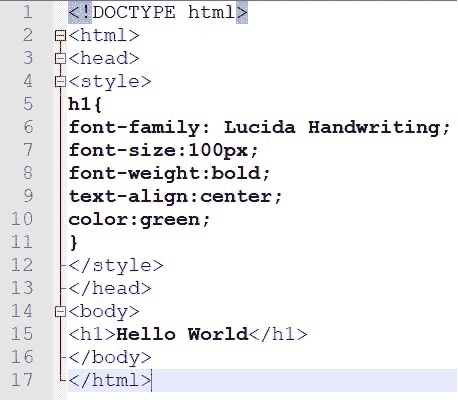 1 <!DOCTYPE html>
2 <html>
3 <head>
4 <style>
5 h1{
6 font-family: Lucida Handwriting;
7 font-size:100px;
8 font-weight:bold;
9 text-align:center;
10 color:green;
11 }
12 </style>
13 </head>
14 <body>
15 <h1>Hello World</h1>
16 </body>
17 </html>